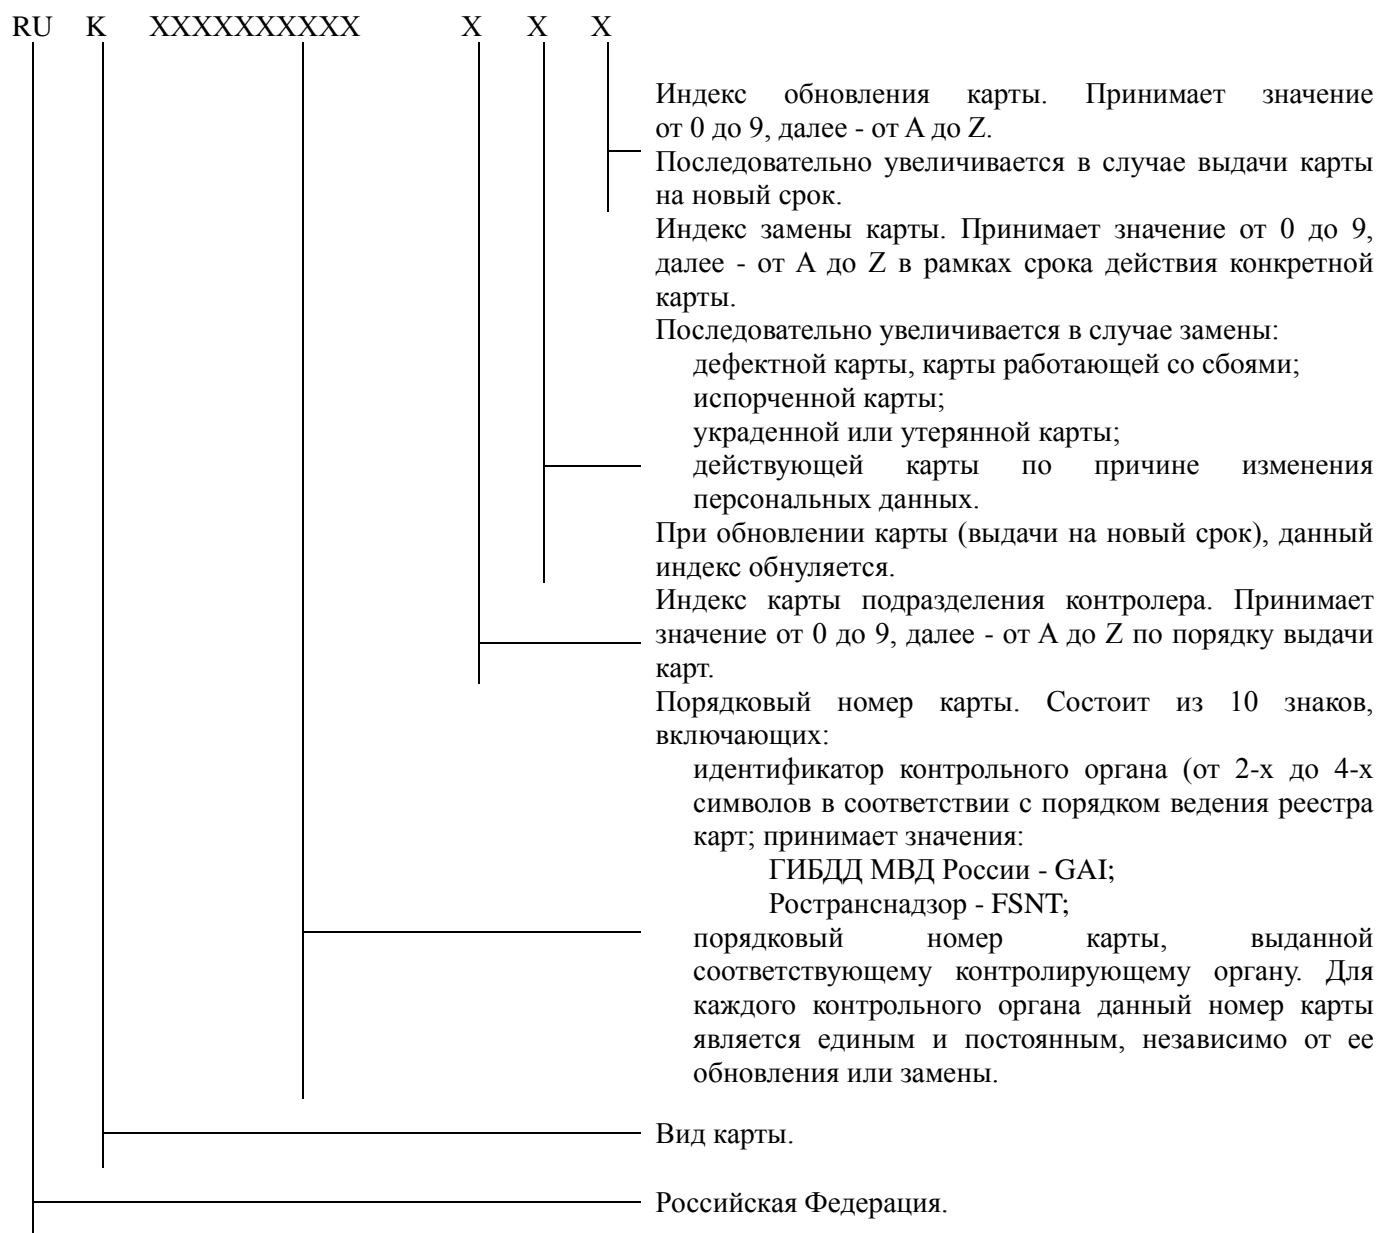 RU K XXXXXXXXXX X X X
Индекс обновления карты. Принимает значение
от 0 до 9, далее - от A до Z.
Последовательно увеличивается в случае выдачи карты
на новый срок.
Индекс замены карты. Принимает значение от 0 до 9,
далее - от A до Z в рамках срока действия конкретной
карты.
Последовательно увеличивается в случае замены:
дефектной карты, карты работающей со сбоями;
испорченной карты;
украденной или утерянной карты;
действующей карты по причине изменения
персональных данных.
При обновлении карты (выдачи на новый срок), данный
индекс обнуляется.
Индекс карты подразделения контролера. Принимает
значение от 0 до 9, далее - от A до Z по порядку выдачи
карт.
Порядковый номер карты. Состоит из 10 знаков,
включающих:
идентификатор контрольного органа (от 2-х до 4-х
символов в соответствии с порядком ведения реестра
карт; принимает значения:
ГИБДД МВД России - GAI;
Ространснадзор - FSNT;
порядковый номер карты, выданной
соответствующему контролирующему органу. Для
каждого контрольного органа данный номер карты
является единым и постоянным, независимо от ее
обновления или замены.
Вид карты.
Российская Федерация.